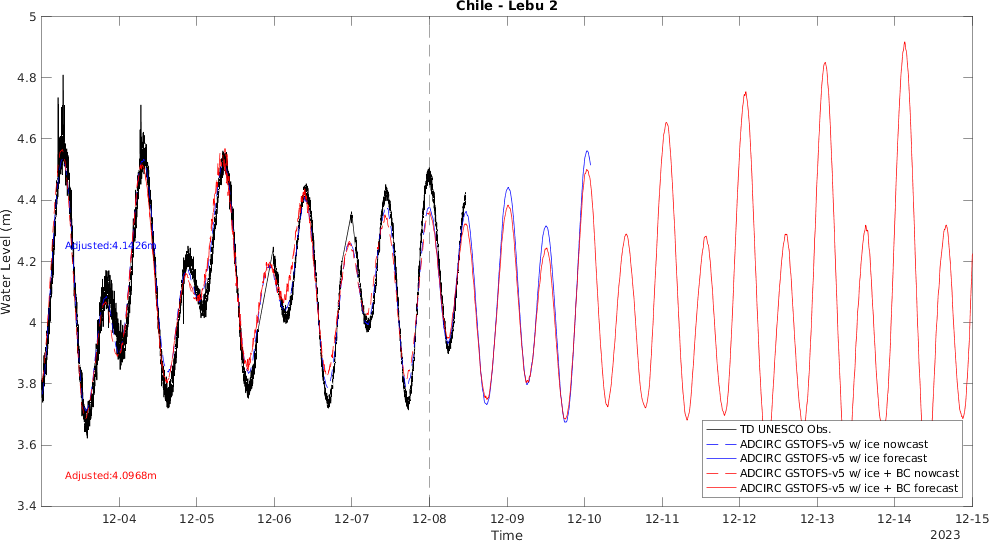 Chile - Lebu 2
5
4.8
4.6
4.4
4.2
4
3.8
3.6
3.4
Water Level (m)
Adjusted:4.1426m
Adjusted:4.0968m
TD UNESCO Obs.
ADCIRC GSTOFS-v5 w/ ice nowcast
ADCIRC GSTOFS-v5 w/ ice forecast
ADCIRC GSTOFS-v5 w/ ice + BC nowcast
ADCIRC GSTOFS-v5 w/ ice + BC forecast
12-04 12-05 12-06 12-07 12-08 12-09 12-10 12-11 12-12 12-13 12-14 12-15
Time
2023